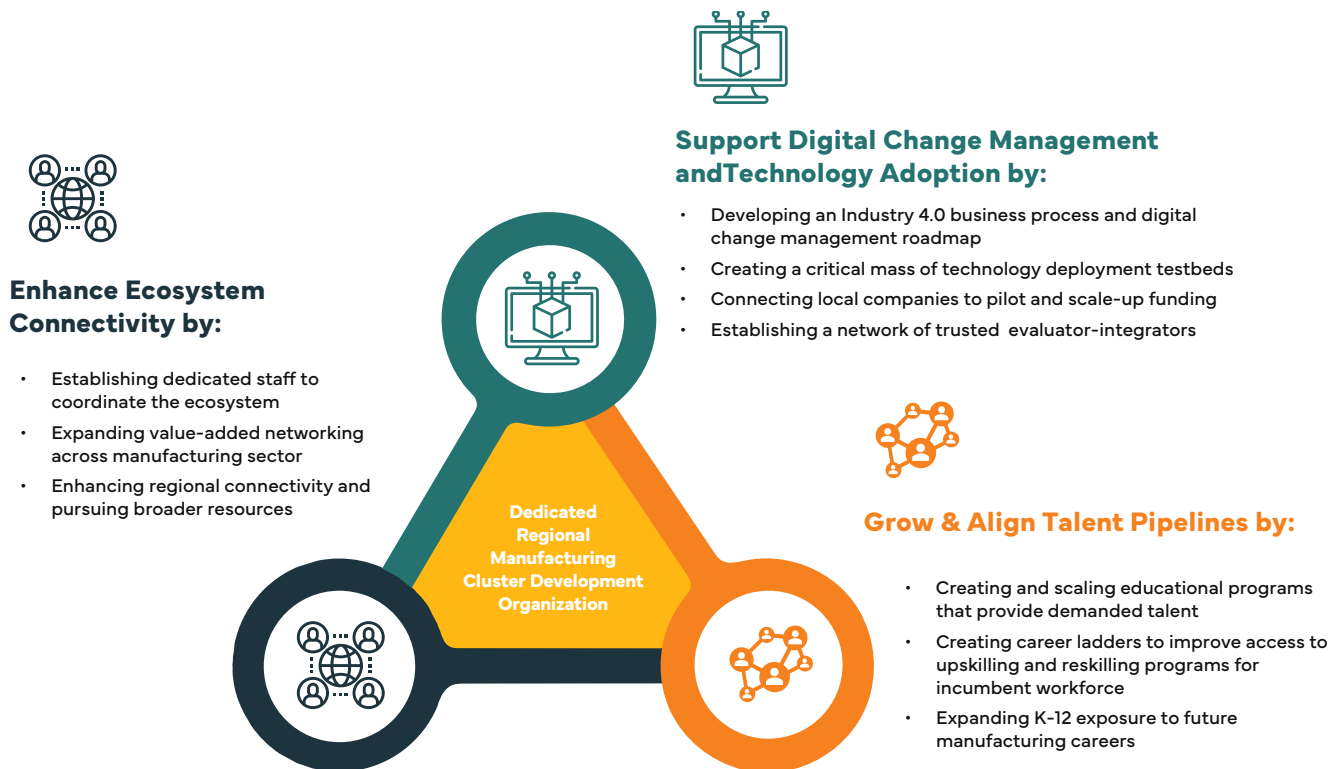 Support Digital Change Management
andTechnology Adoption by:
• Developing an Industry 4.0 business process and digital
change management roadmap
• Creating a critical mass of technology deployment testbeds
• Connecting local companies to pilot and scale-up funding
• Establishing a network of trusted evaluator-integrators
Enhance Ecosystem
Connectivity by:
• Establishing dedicated staff to
coordinate the ecosystem
• Expanding value-added networking
across manufacturing sector
• Enhancing regional connectivity and
pursuing broader resources
Dedicated
Regional
Manufacturing
Cluster Development
Organization
Grow & Align Talent Pipelines by:
• Creating and scaling educational programs
that provide demanded talent
• Creating career ladders to improve access to
upskilling and reskilling programs for
incumbent workforce
• Expanding K-12 exposure to future
manufacturing careers